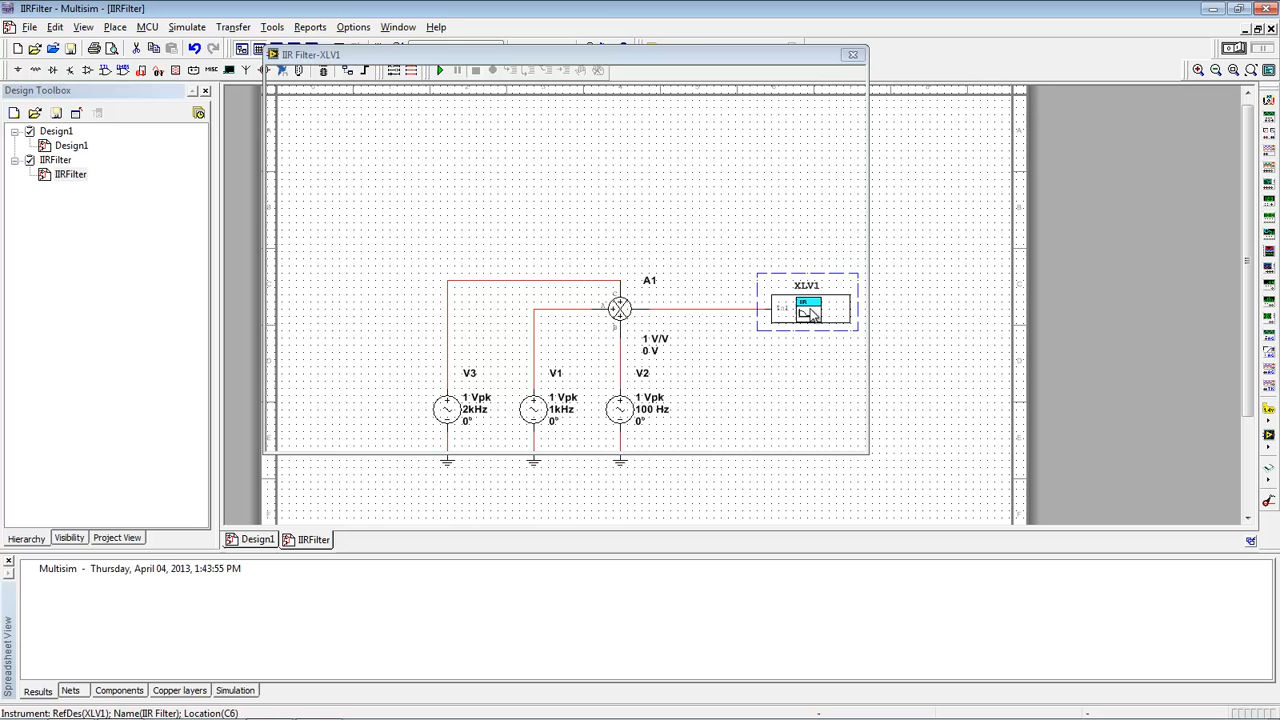 IIRFilter - Multisim - [IIRFilter]
File Edit View Place MCU Simulate Transfer Tools Reports Options Window Help
IIR Filter-XLV1
Design Toolbox
Design1
Design1
IIRFilter
IIRFilter
A1
XLV1
In1
IIR
A
B
C
1 V/V
0 V
V3
1 Vpk
2kHz
0°
V1
1 Vpk
1kHz
0°
V2
1 Vpk
100 Hz
0°
Hierarchy Visibility Project View
Design1 IIRFilter
Multisim - Thursday, April 04, 2013, 1:43:55 PM
Spreadsheet View
Results Nets Components Copper layers Simulation
Instrument: RefDes(XLV1); Name(IIR Filter); Location(C6) - -